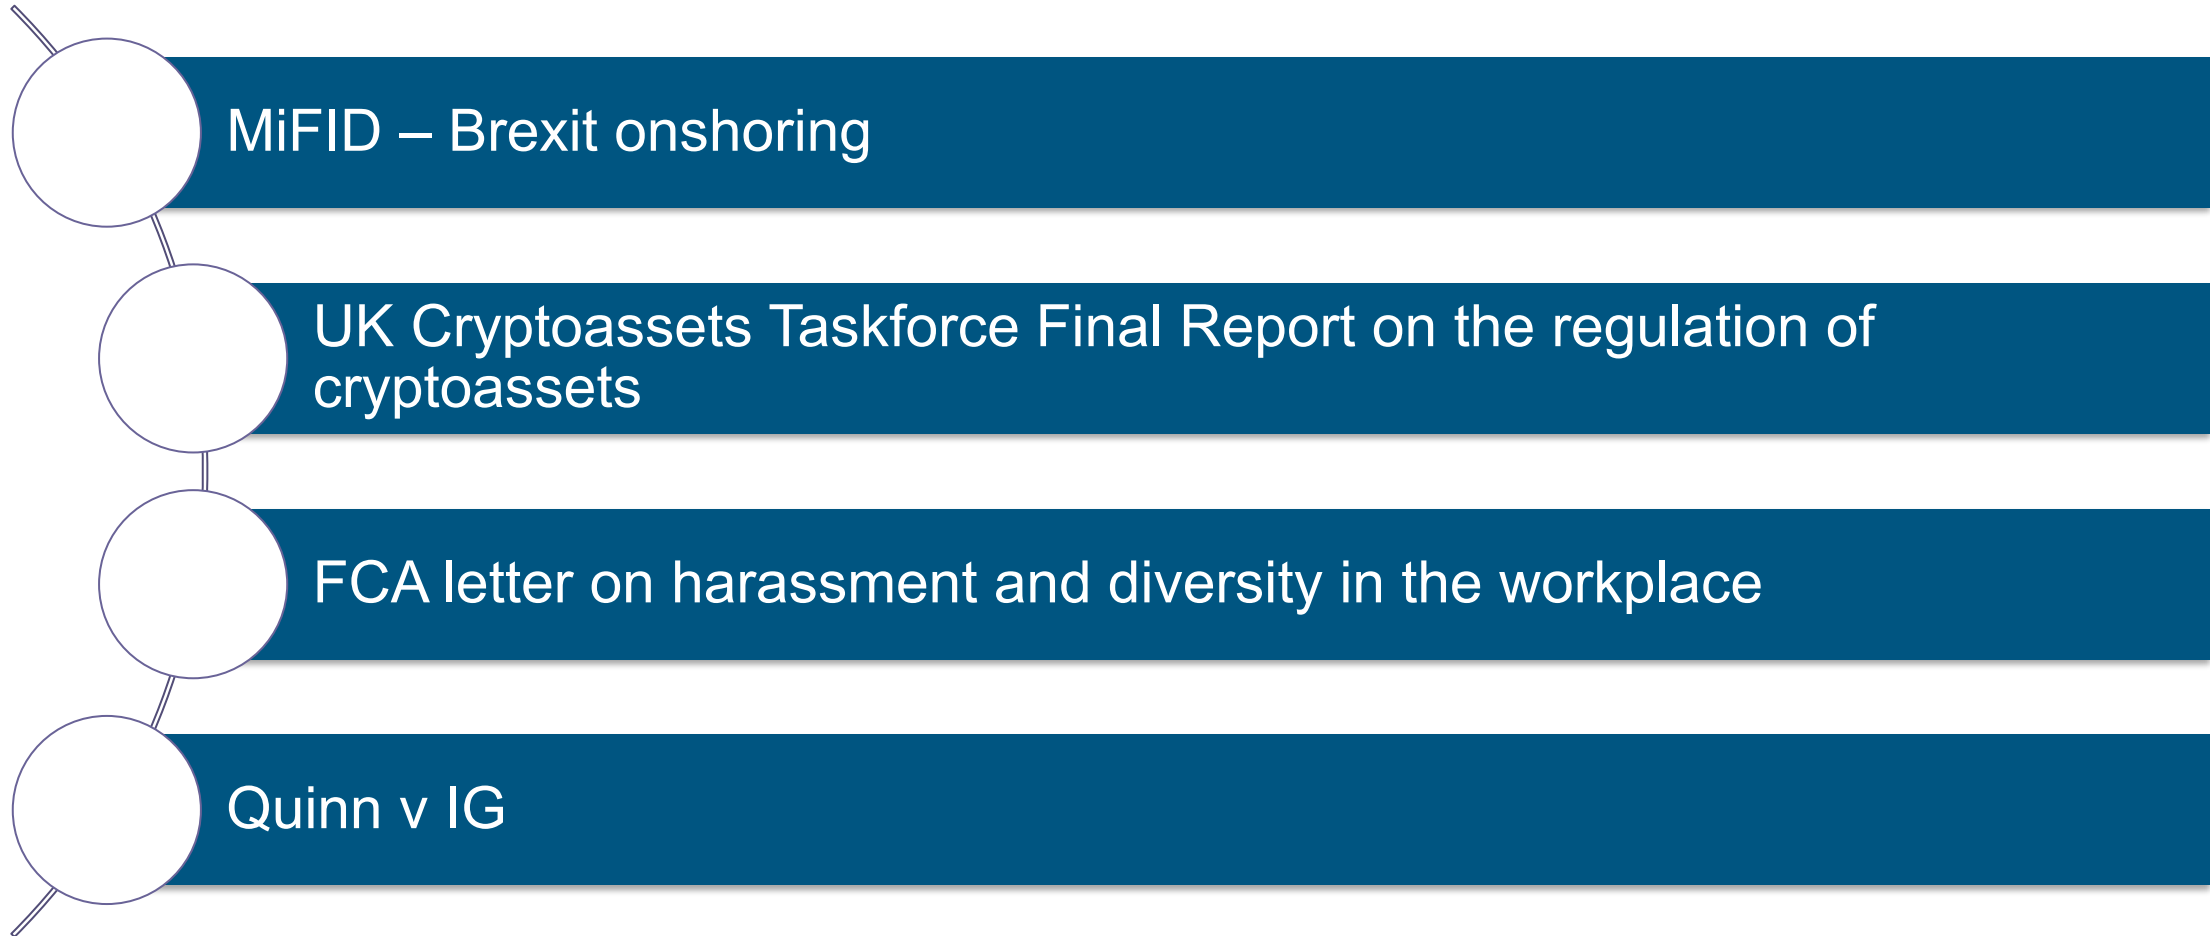 MiFID – Brexit onshoring
UK Cryptoassets Taskforce Final Report on the regulation of
cryptoassets
FCA letter on harassment and diversity in the workplace
Quinn v IG